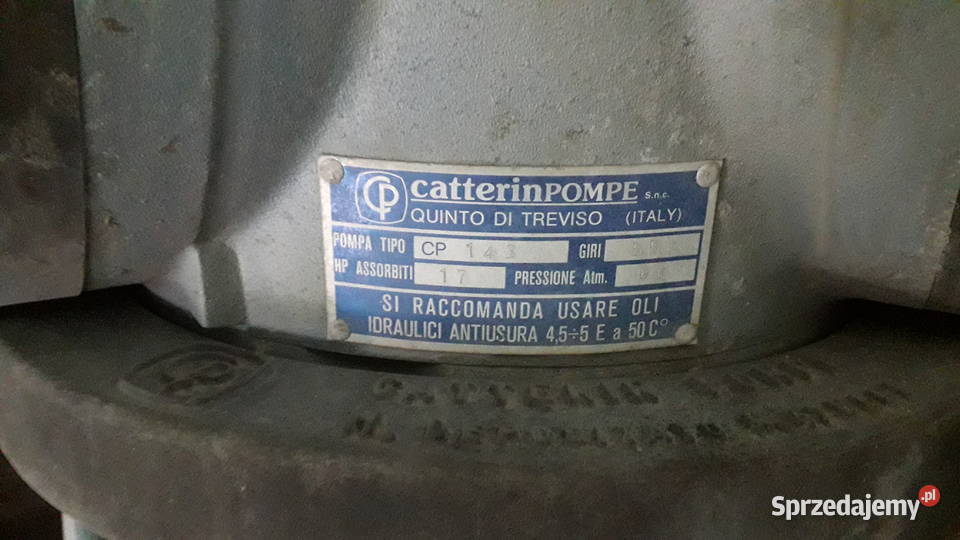 CP catterinPOMPE S.n.c.
QUINTO DI TREVISO (ITALY)
POMPA TIPO CP 143 GIRI
HP ASSORBITI 17 PRESSIONE Atm.
SI RACCOMANDA USARE OLI
IDRAULICI ANTIUSURA 4,5÷5 E a 50C°
Sprzedajemy.pl